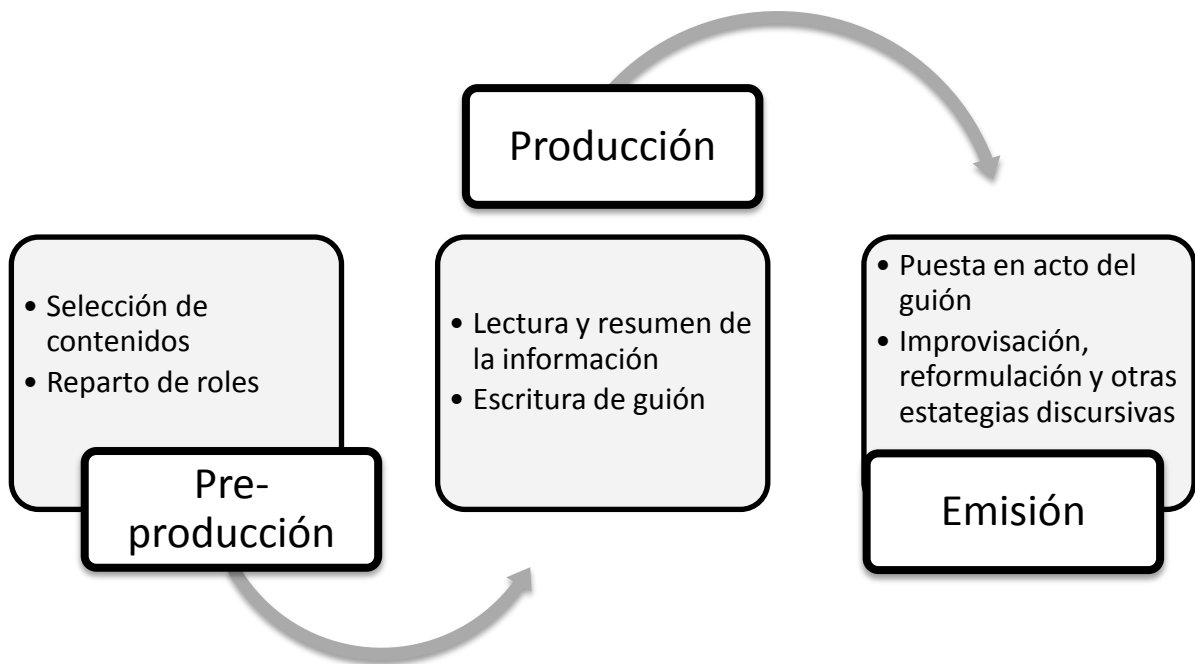 Producción
• Selección de
contenidos
• Reparto de roles
Pre-
producción
• Lectura y resumen de
la información
• Escritura de guión
• Puesta en acto del
guión
• Improvisación,
reformulación y otras
estategias discursivas
Emisión